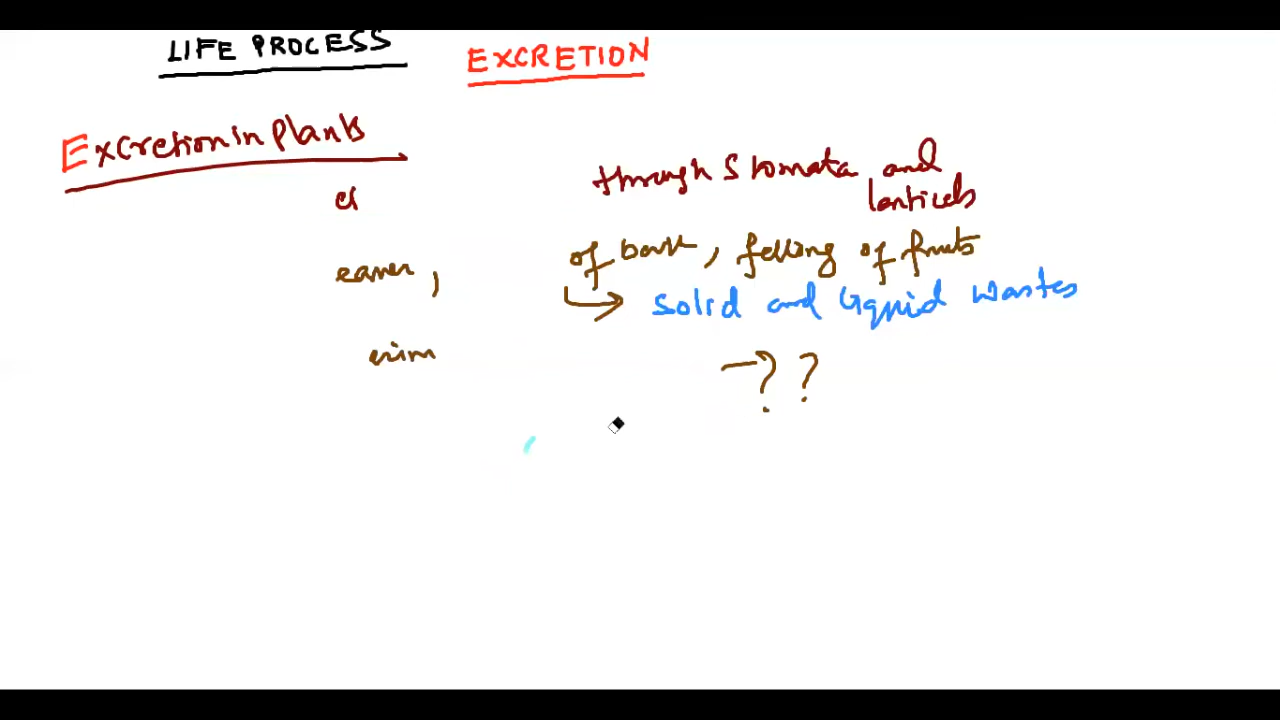 LIFE PROCESS
EXCRETION
Excretion in Plants
through Stomata and
lenticels
of bark, felling of fruits
→ Solid and liquid wastes
→ ? ?